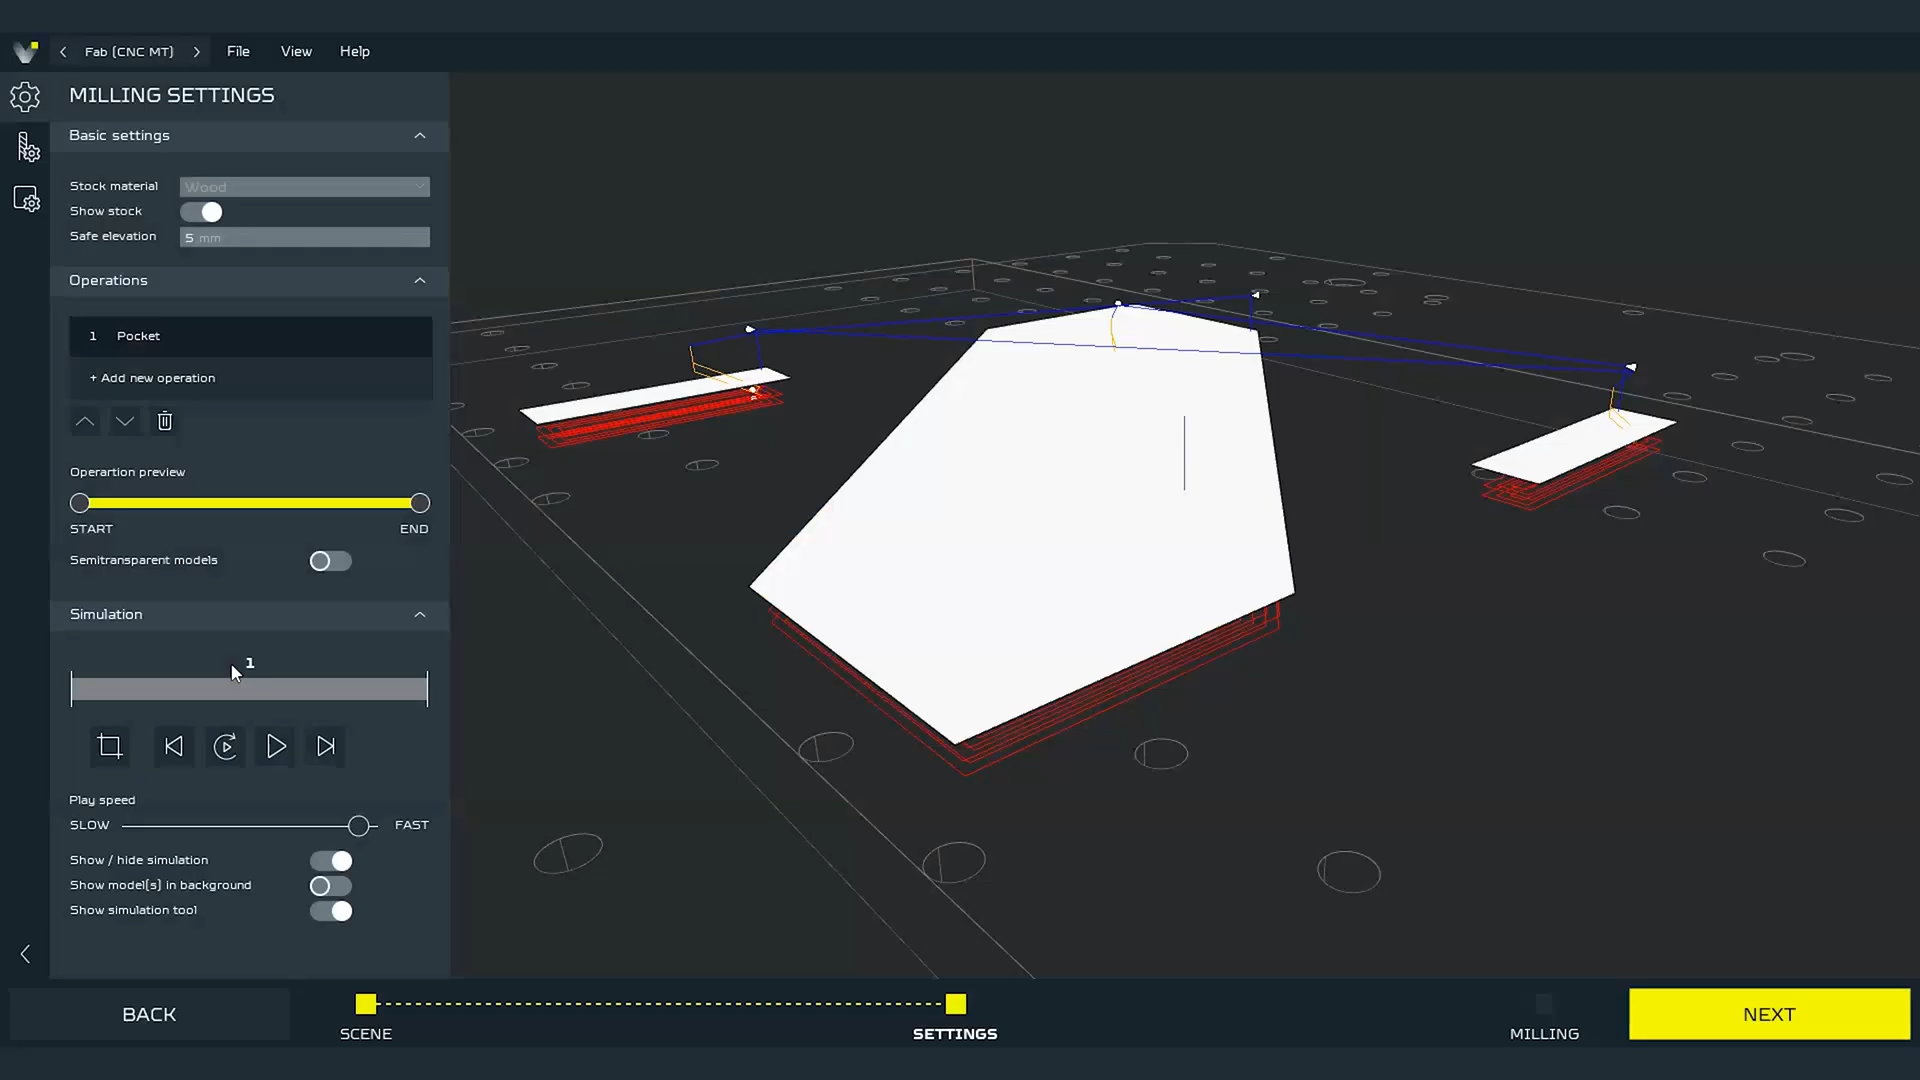 Fab (CNC MT) File View Help
MILLING SETTINGS
Basic settings
Stock material Wood
Show stock
Safe elevation 5 mm
Operations
1 Pocket
+ Add new operation
Operartion preview
START END
Semitransparent models
Simulation
1
Play speed
SLOW FAST
Show / hide simulation
Show model(s) in background
Show simulation tool
BACK
SCENE
SETTINGS
MILLING
NEXT